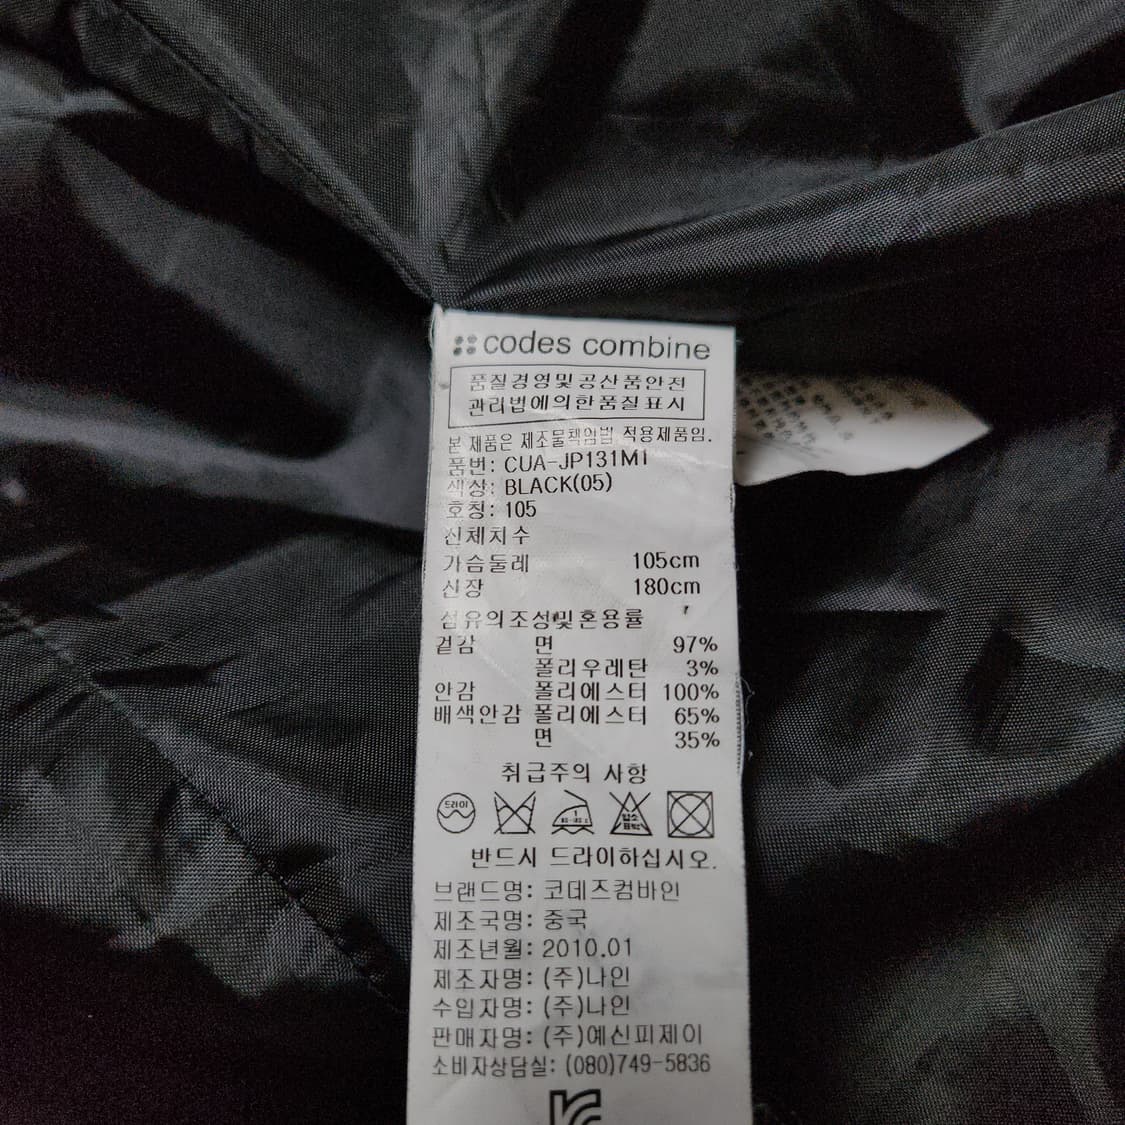 codes combine
품질경영및공산품안전
관리법에의한품질표시
본 제품은 제조물책임법 적용제품임.
품번: CUA-JP131M1
색상: BLACK(05)
호칭: 105
신체치수
가슴둘레 105cm
신장 180cm
섬유의조성및혼용률
겉감 면 97%
폴리우레탄 3%
안감 폴리에스터 100%
배색안감 폴리에스터 65%
면 35%
취급주의 사항
드라이
염소
표백
반드시 드라이하십시오.
브랜드명: 코데즈컴바인
제조국명: 중국
제조년월: 2010.01
제조자명: (주)나인
수입자명: (주)나인
판매자명: (주)예신피제이
소비자상담실: (080)749-5836